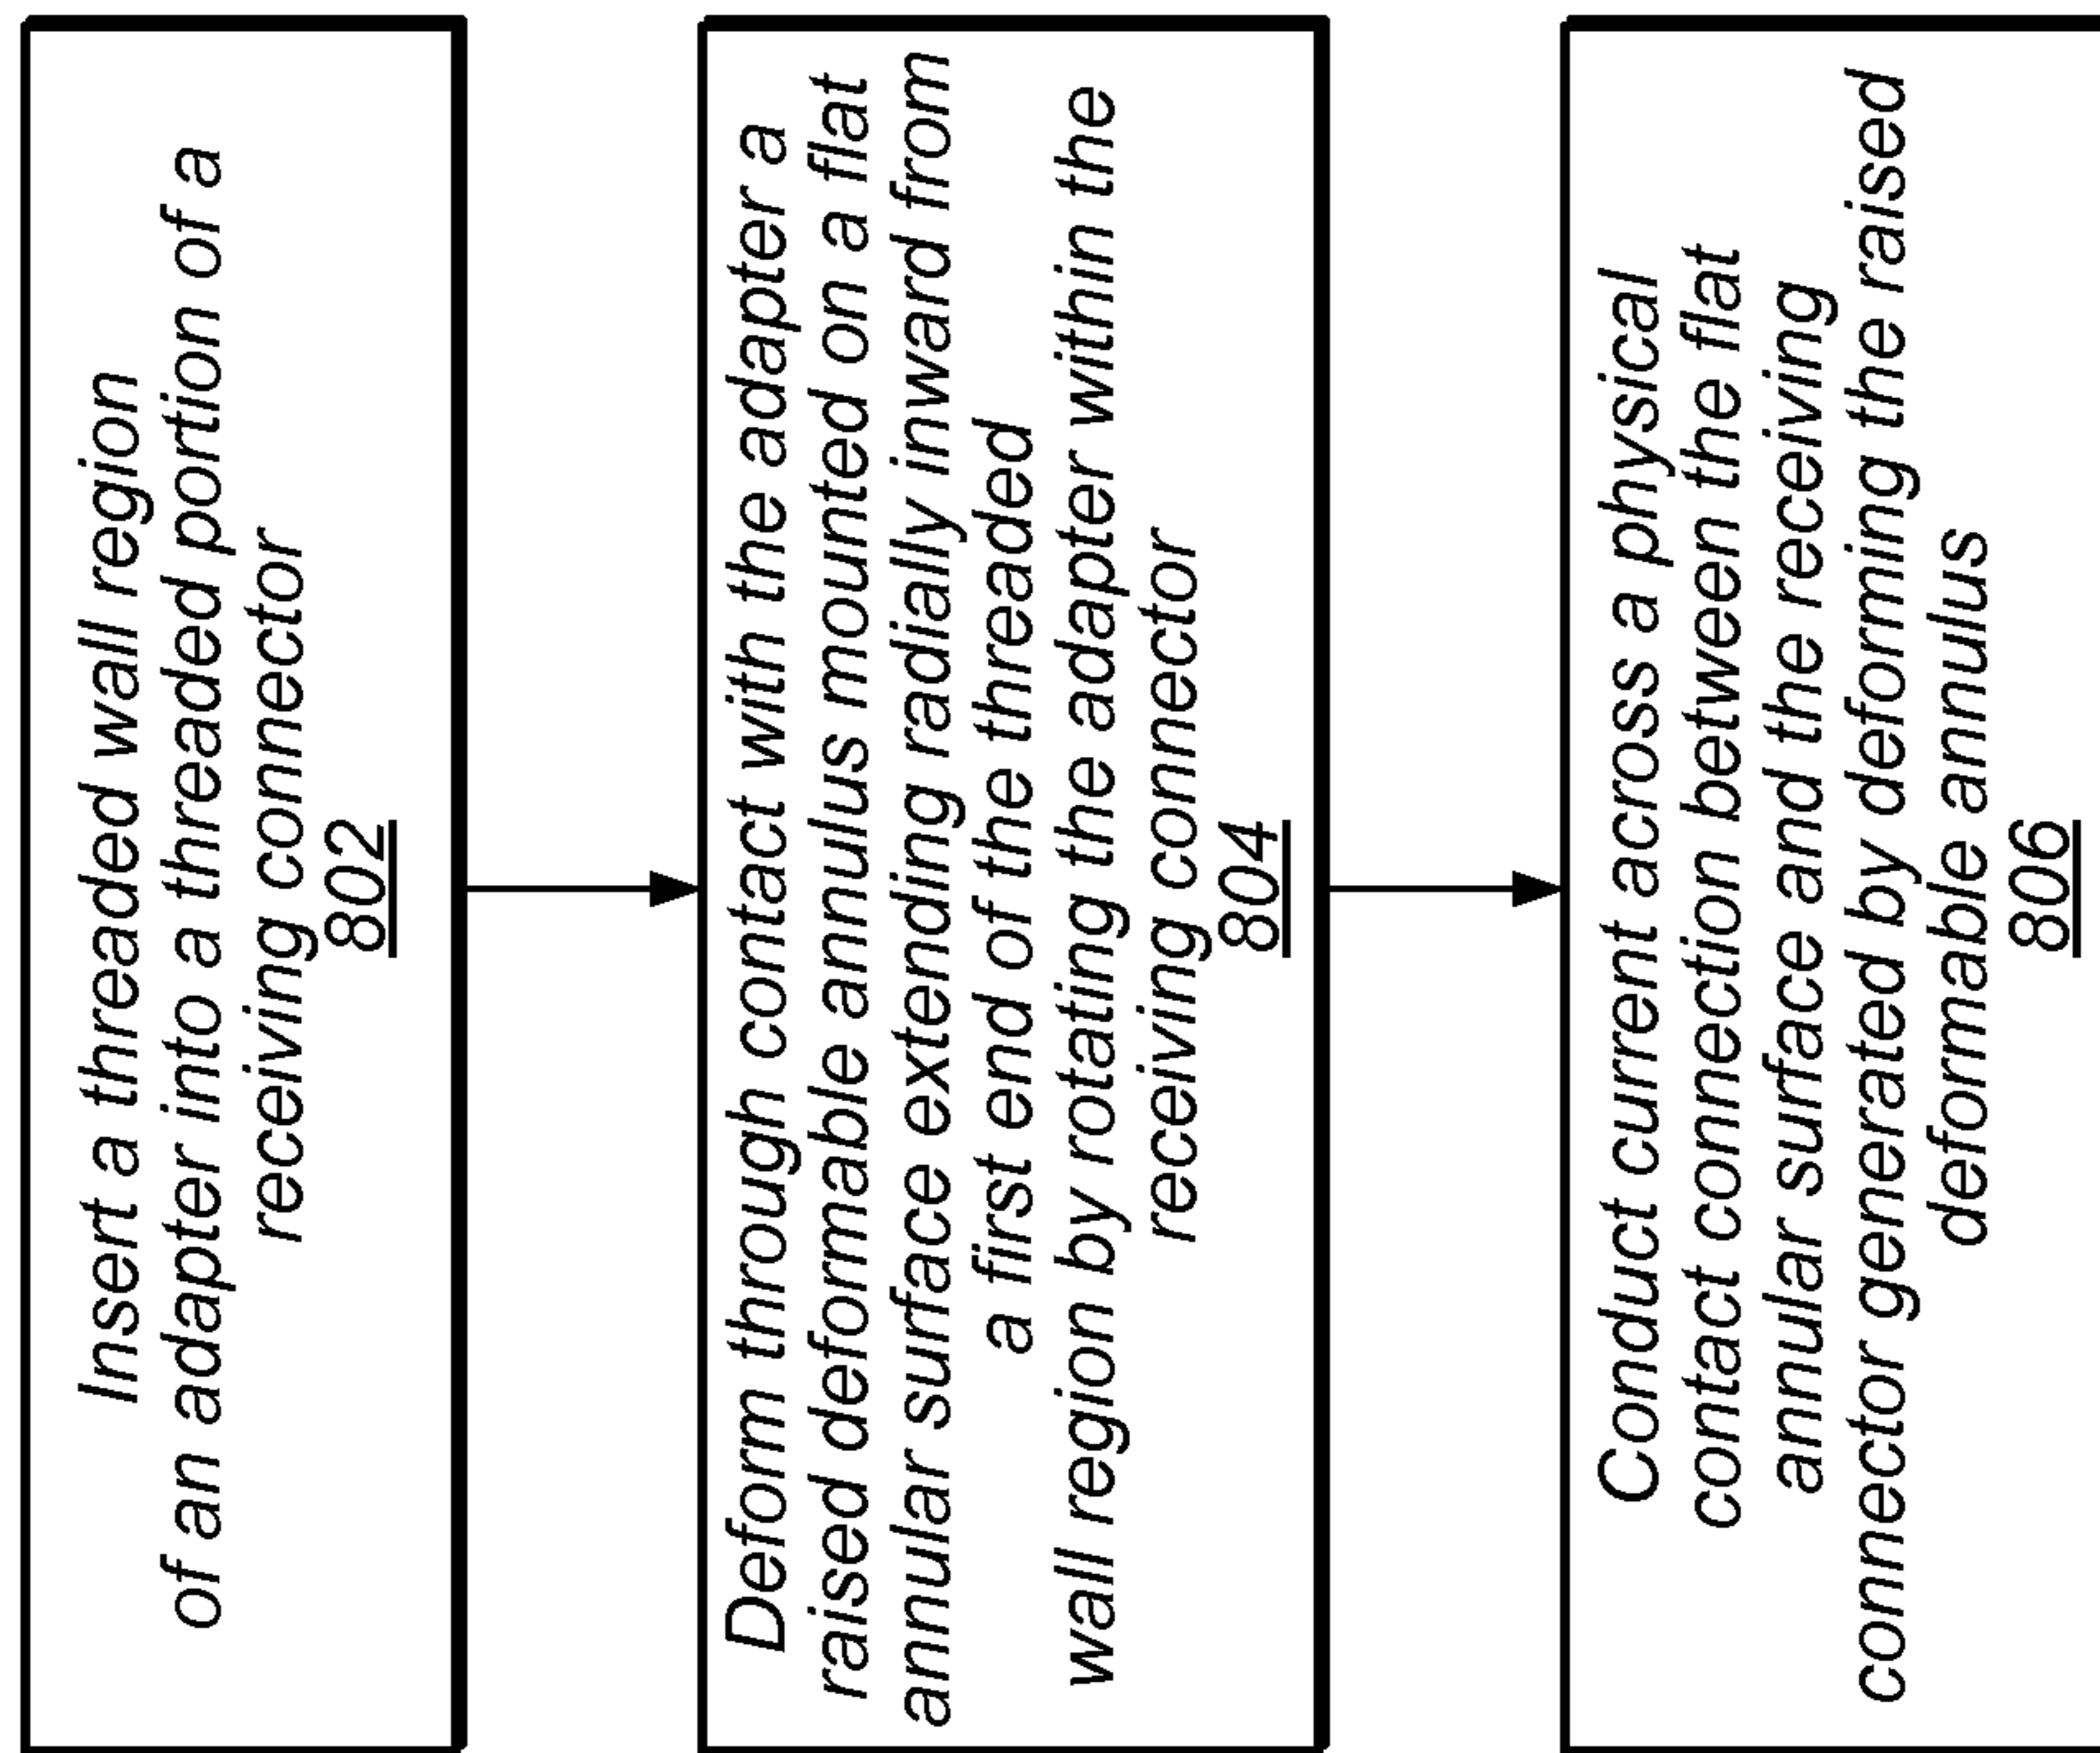 Insert a threaded wall region
of an adapter into a threaded portion of a
receiving connector
802
Deform through contact with the adapter a
raised deformable annulus mounted on a flat
annular surface extending radially inward from
a first end of the threaded
wall region by rotating the adapter within the
receiving connector
804
Conduct current across a physical
contact connection between the flat
annular surface and the receiving
connector generated by deforming the raised
deformable annulus
806